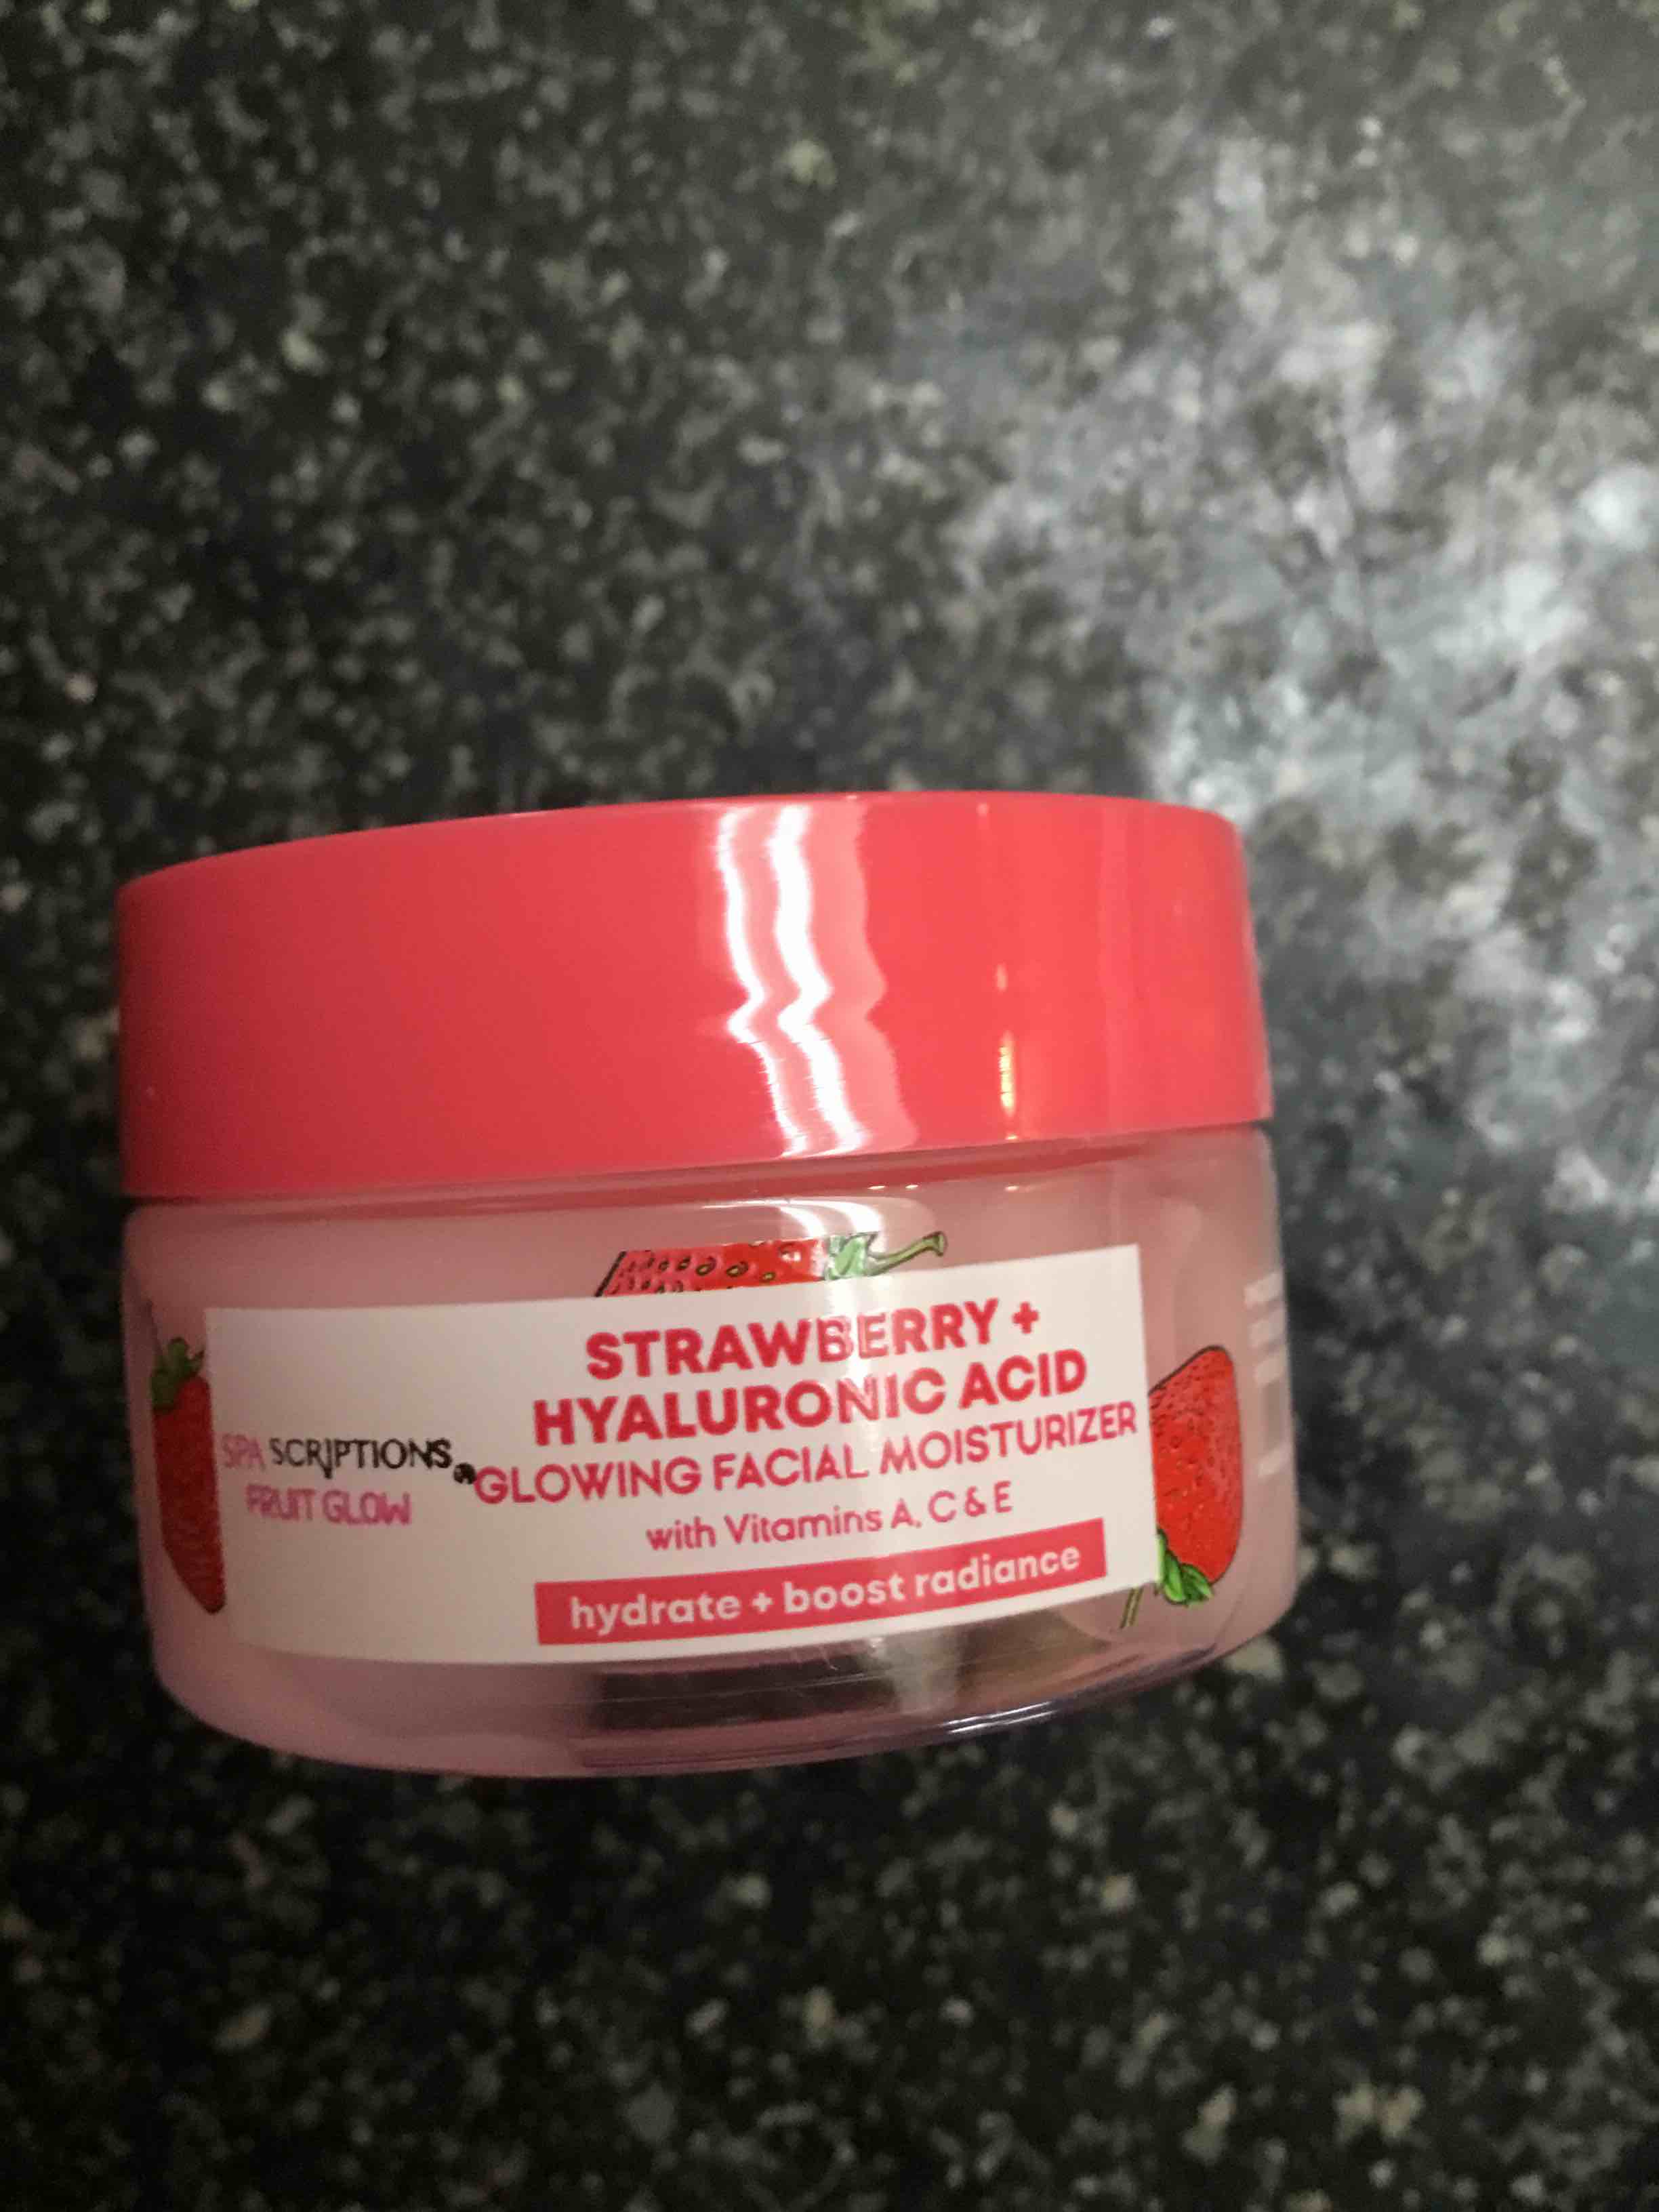 SPA SCRIPTIONS
FRUIT GLOW
STRAWBERRY +
HYALURONIC ACID
GLOWING FACIAL MOISTURIZER
with Vitamins A, C & E
hydrate + boost radiance